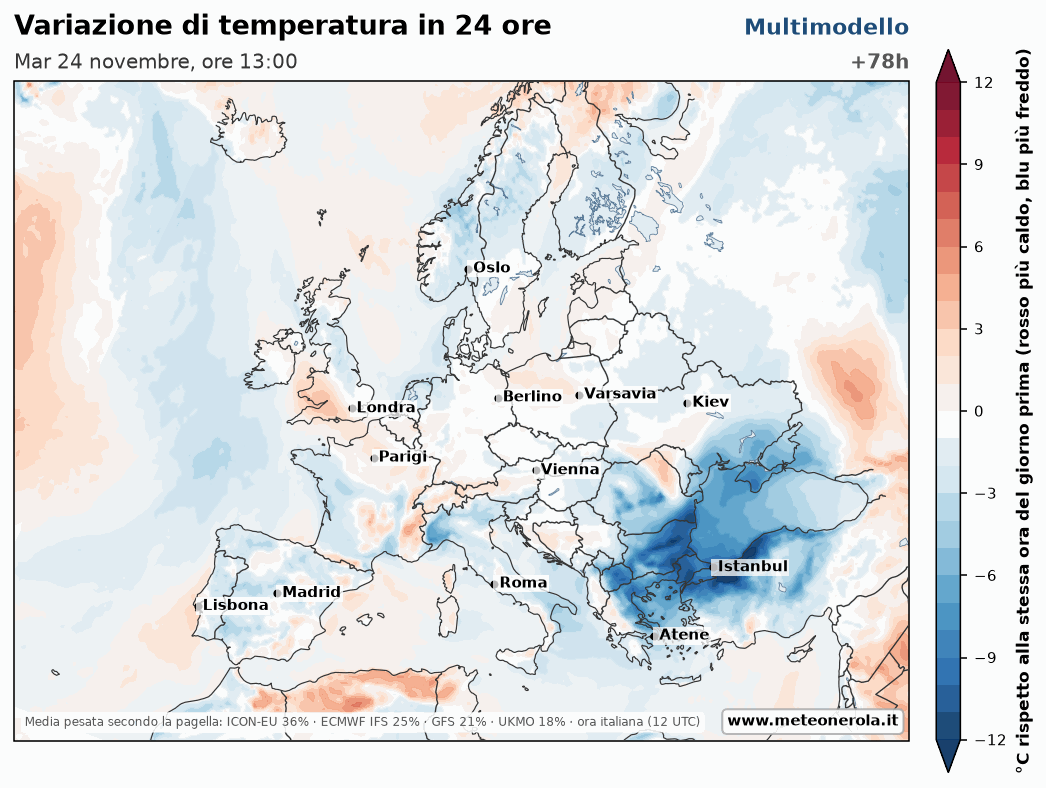 Variazione di temperatura in 24 ore
Multimodello
Mar 24 novembre, ore 13:00
+78h
Oslo
Londra
Berlino
Varsavia
Kiev
Parigi
Vienna
Istanbul
Roma
Madrid
Lisbona
Atene
Media pesata secondo la pagella: ICON-EU 36% · ECMWF IFS 25% · GFS 21% · UKMO 18% · ora italiana (12 UTC)
www.meteonerola.it
12
9
6
3
0
−3
−6
−9
−12
°C rispetto alla stessa ora del giorno prima (rosso più caldo, blu più freddo)